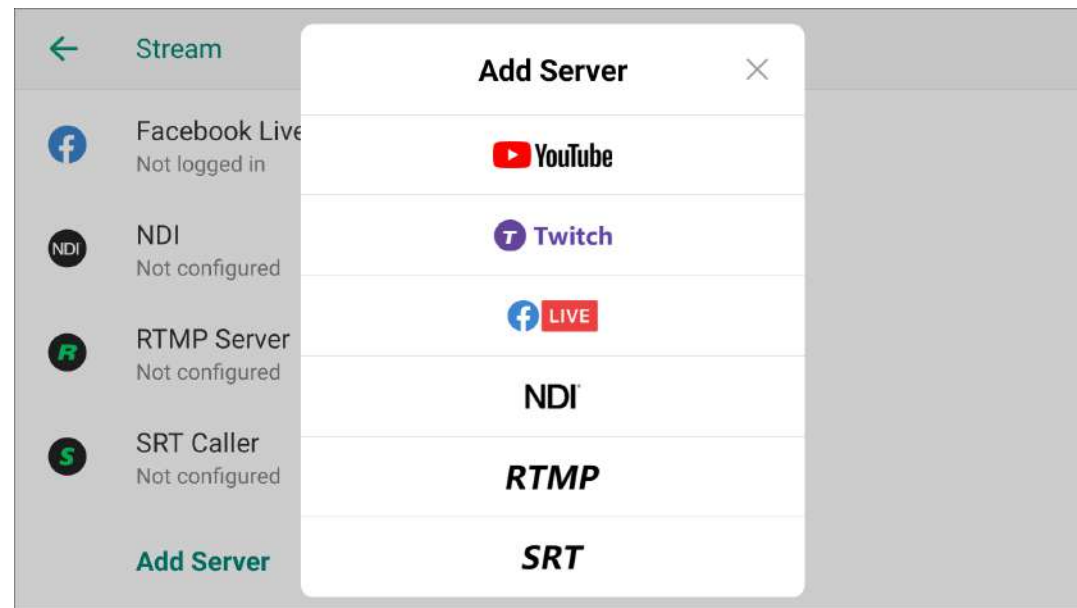 Stream
Facebook Live
Not logged in
NDI
NDI
Not configured
R
RTMP Server
Not configured
S
SRT Caller
Not configured
Add Server
Add Server
YouTube
T Twitch
f LIVE
NDI
RTMP
SRT